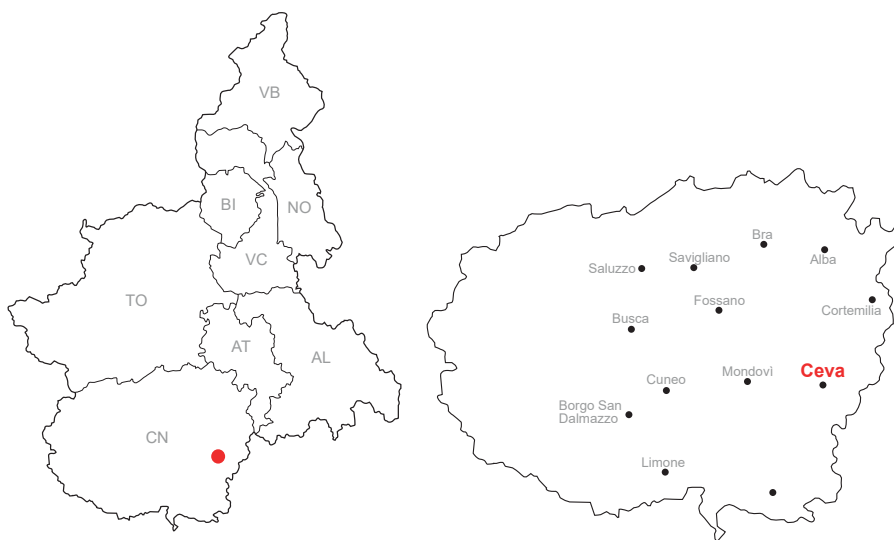 VB
BI
NO
VC
TO
AT
AL
CN
Bra
Alba
Savigliano
Saluzzo
Cortemilia
Fossano
Busca
Ceva
Mondovì
Cuneo
Borgo San
Dalmazzo
Limone